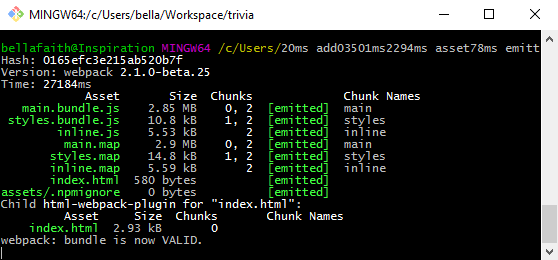 MINGW64:/c/Users/bella/Workspace/trivia
bellafaith@Inspiration MINGW64 /c/Users/20ms add03501ms2294ms asset78ms emitt
Hash: 0165efc3e215ab520b7f
Version: webpack 2.1.0-beta.25
Time: 27184ms
Asset Size Chunks Chunk Names
main.bundle.js 2.85 MB 0, 2 [emitted] main
styles.bundle.js 10.8 kB 1, 2 [emitted] styles
inline.js 5.53 kB 2 [emitted] inline
main.map 2.9 MB 0, 2 [emitted] main
styles.map 14.8 kB 1, 2 [emitted] styles
inline.map 5.59 kB 2 [emitted] inline
index.html 580 bytes [emitted]
assets/.npmignore 0 bytes [emitted]
Child html-webpack-plugin for "index.html":
Asset Size Chunks Chunk Names
index.html 2.93 kB 0
webpack: bundle is now VALID.